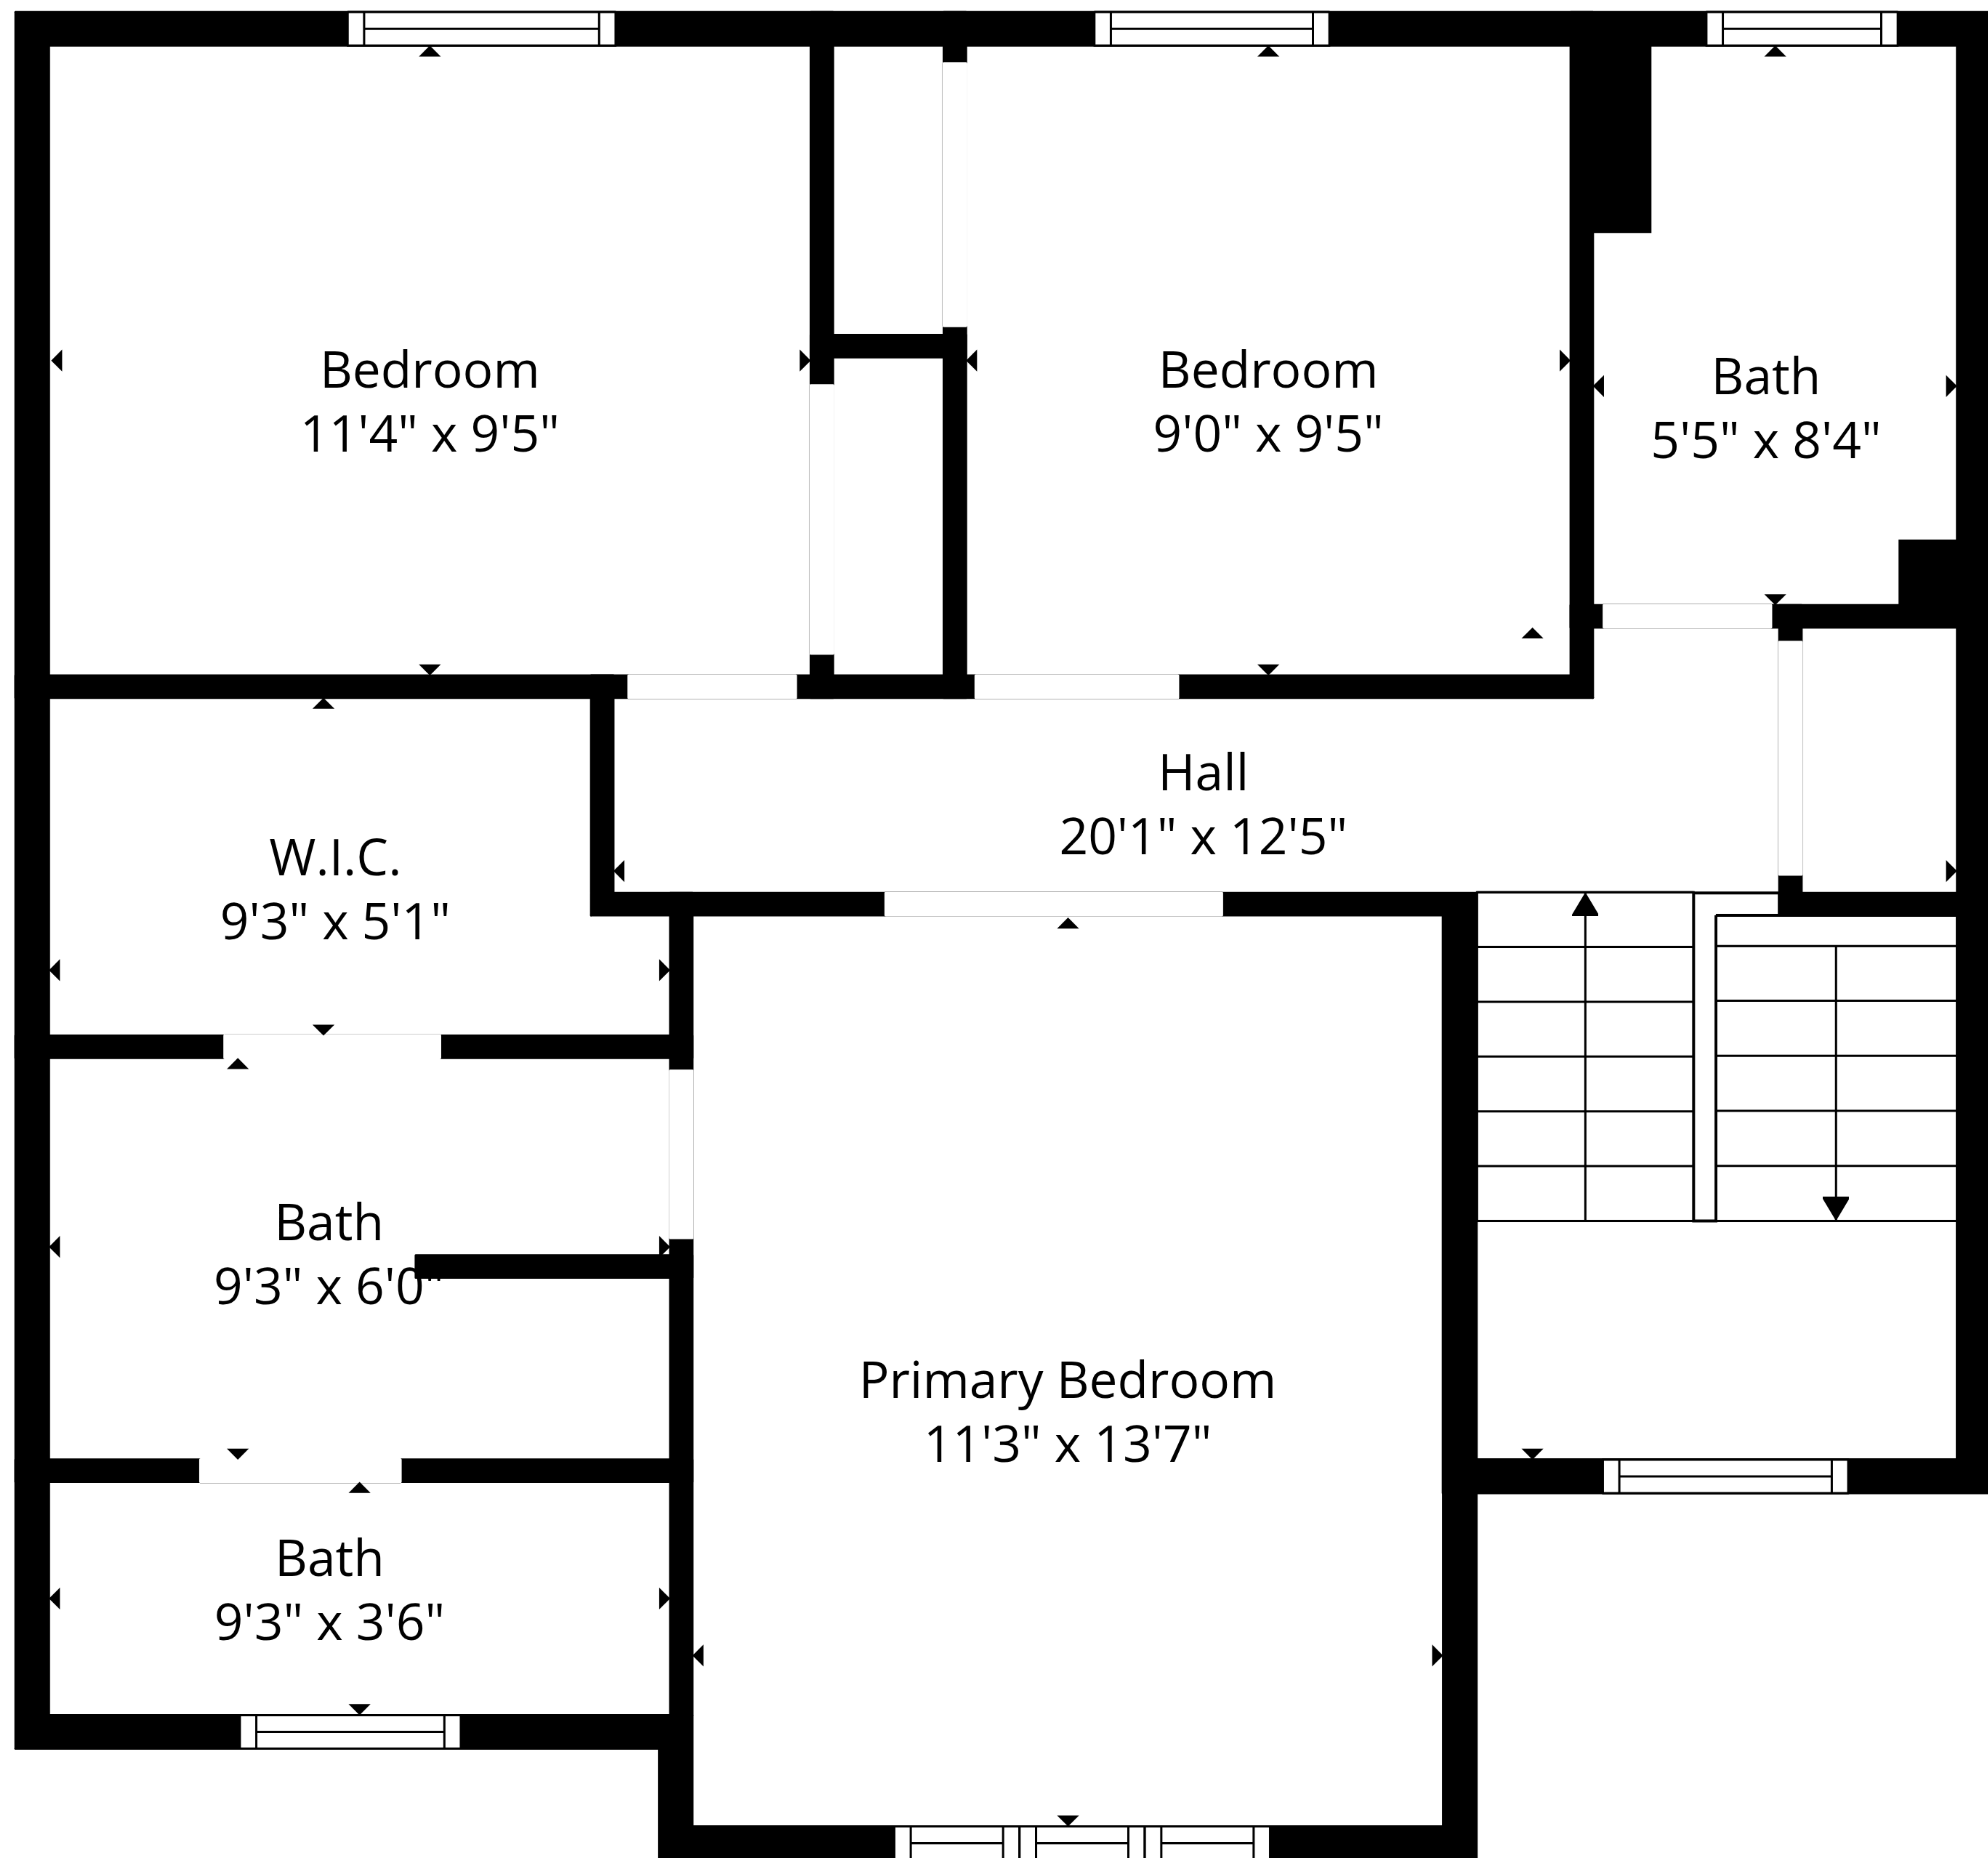 Bedroom
11'4" x 9'5"
Bedroom
9'0" x 9'5"
Bath
5'5" x 8'4"
Hall
20'1" x 12'5"
W.I.C.
9'3" x 5'1"
Bath
9'3" x 6'0"
Primary Bedroom
11'3" x 13'7"
Bath
9'3" x 3'6"